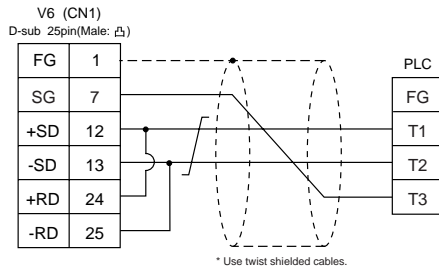 V6 (CN1)
D-sub 25pin(Male: 凸)
PLC
FG 1
FG
SG 7
+SD 12
T1
-SD 13
T2
+RD 24
T3
-RD 25
* Use twist shielded cables.